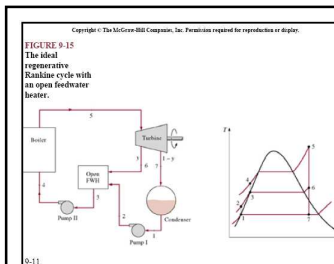 Copyright © The McGraw-Hill Companies, Inc. Permission required for reproduction or display.
FIGURE 9-15
The ideal
regenerative
Rankine cycle with
an open feedwater
heater.
5
Boiler
Turbine
3
6
7
1 – y
Open
FWH
4
3
2
Pump II
Condenser
1
Pump I
T
5
4
6
3
2
1
7
9-11